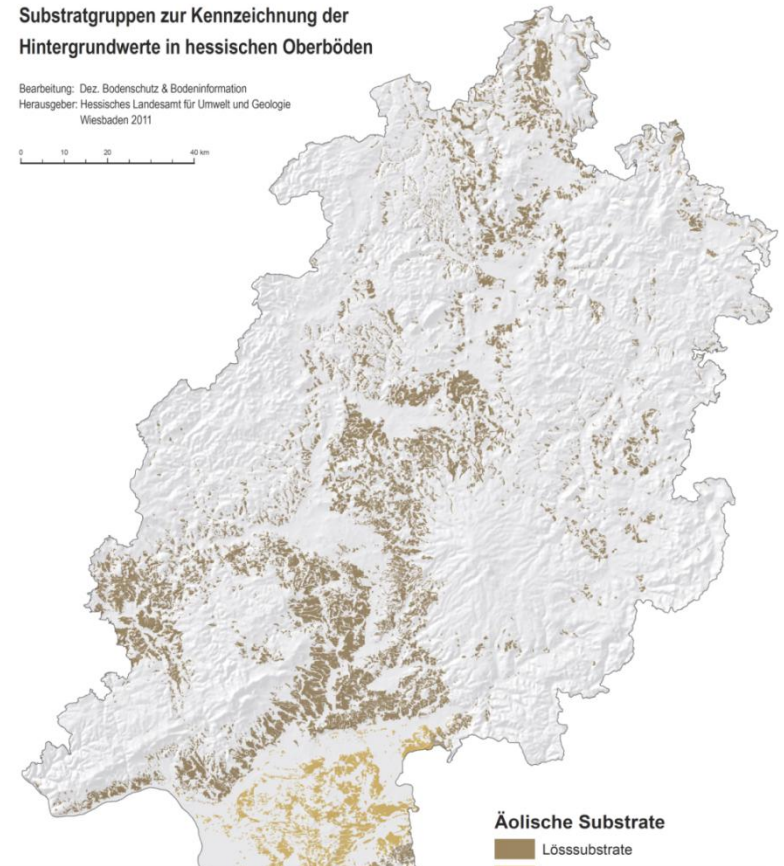 Substratgruppen zur Kennzeichnung der
Hintergrundwerte in hessischen Oberböden
Bearbeitung: Dez. Bodenschutz & Bodeninformation
Herausgeber: Hessisches Landesamt für Umwelt und Geologie
Wiesbaden 2011
0 10 20 40 km
Äolische Substrate
Lösssubstrate